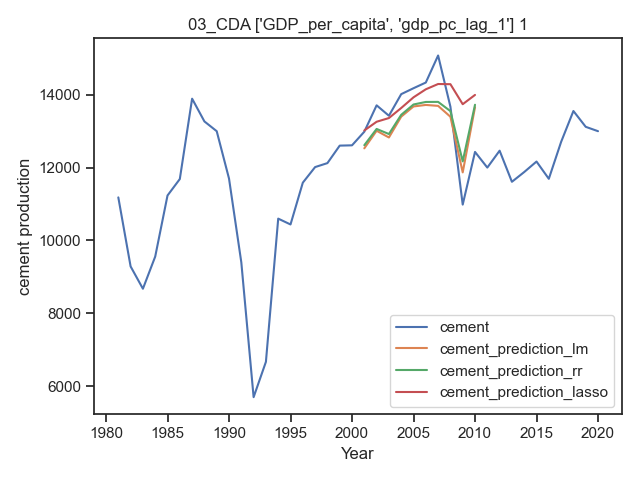 03_CDA ['GDP_per_capita', 'gdp_pc_lag_1'] 1
14000
12000
10000
8000
6000
cement production
cement
cement_prediction_lm
cement_prediction_rr
cement_prediction_lasso
1980 1985 1990 1995 2000 2005 2010 2015 2020
Year